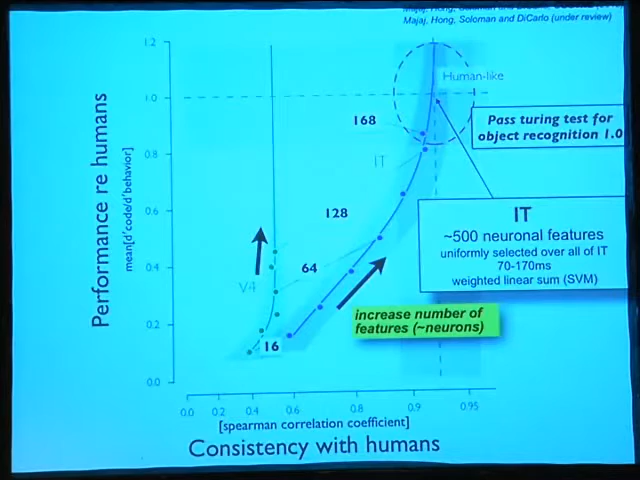 Majaj, Hong, Soloman and DiCarlo (under review)
1.2
1.0
0.8
0.6
0.4
0.2
0.0
Performance re humans
mean[d'code/d'behavior]
Human-like
168
IT
128
64
V4
16
Pass turing test for
object recognition 1.0
IT
~500 neuronal features
uniformly selected over all of IT
70-170ms
weighted linear sum (SVM)
increase number of
features (~neurons)
0.0 0.2 0.4 0.6 0.8 0.9 0.95
[spearman correlation coefficient]
Consistency with humans